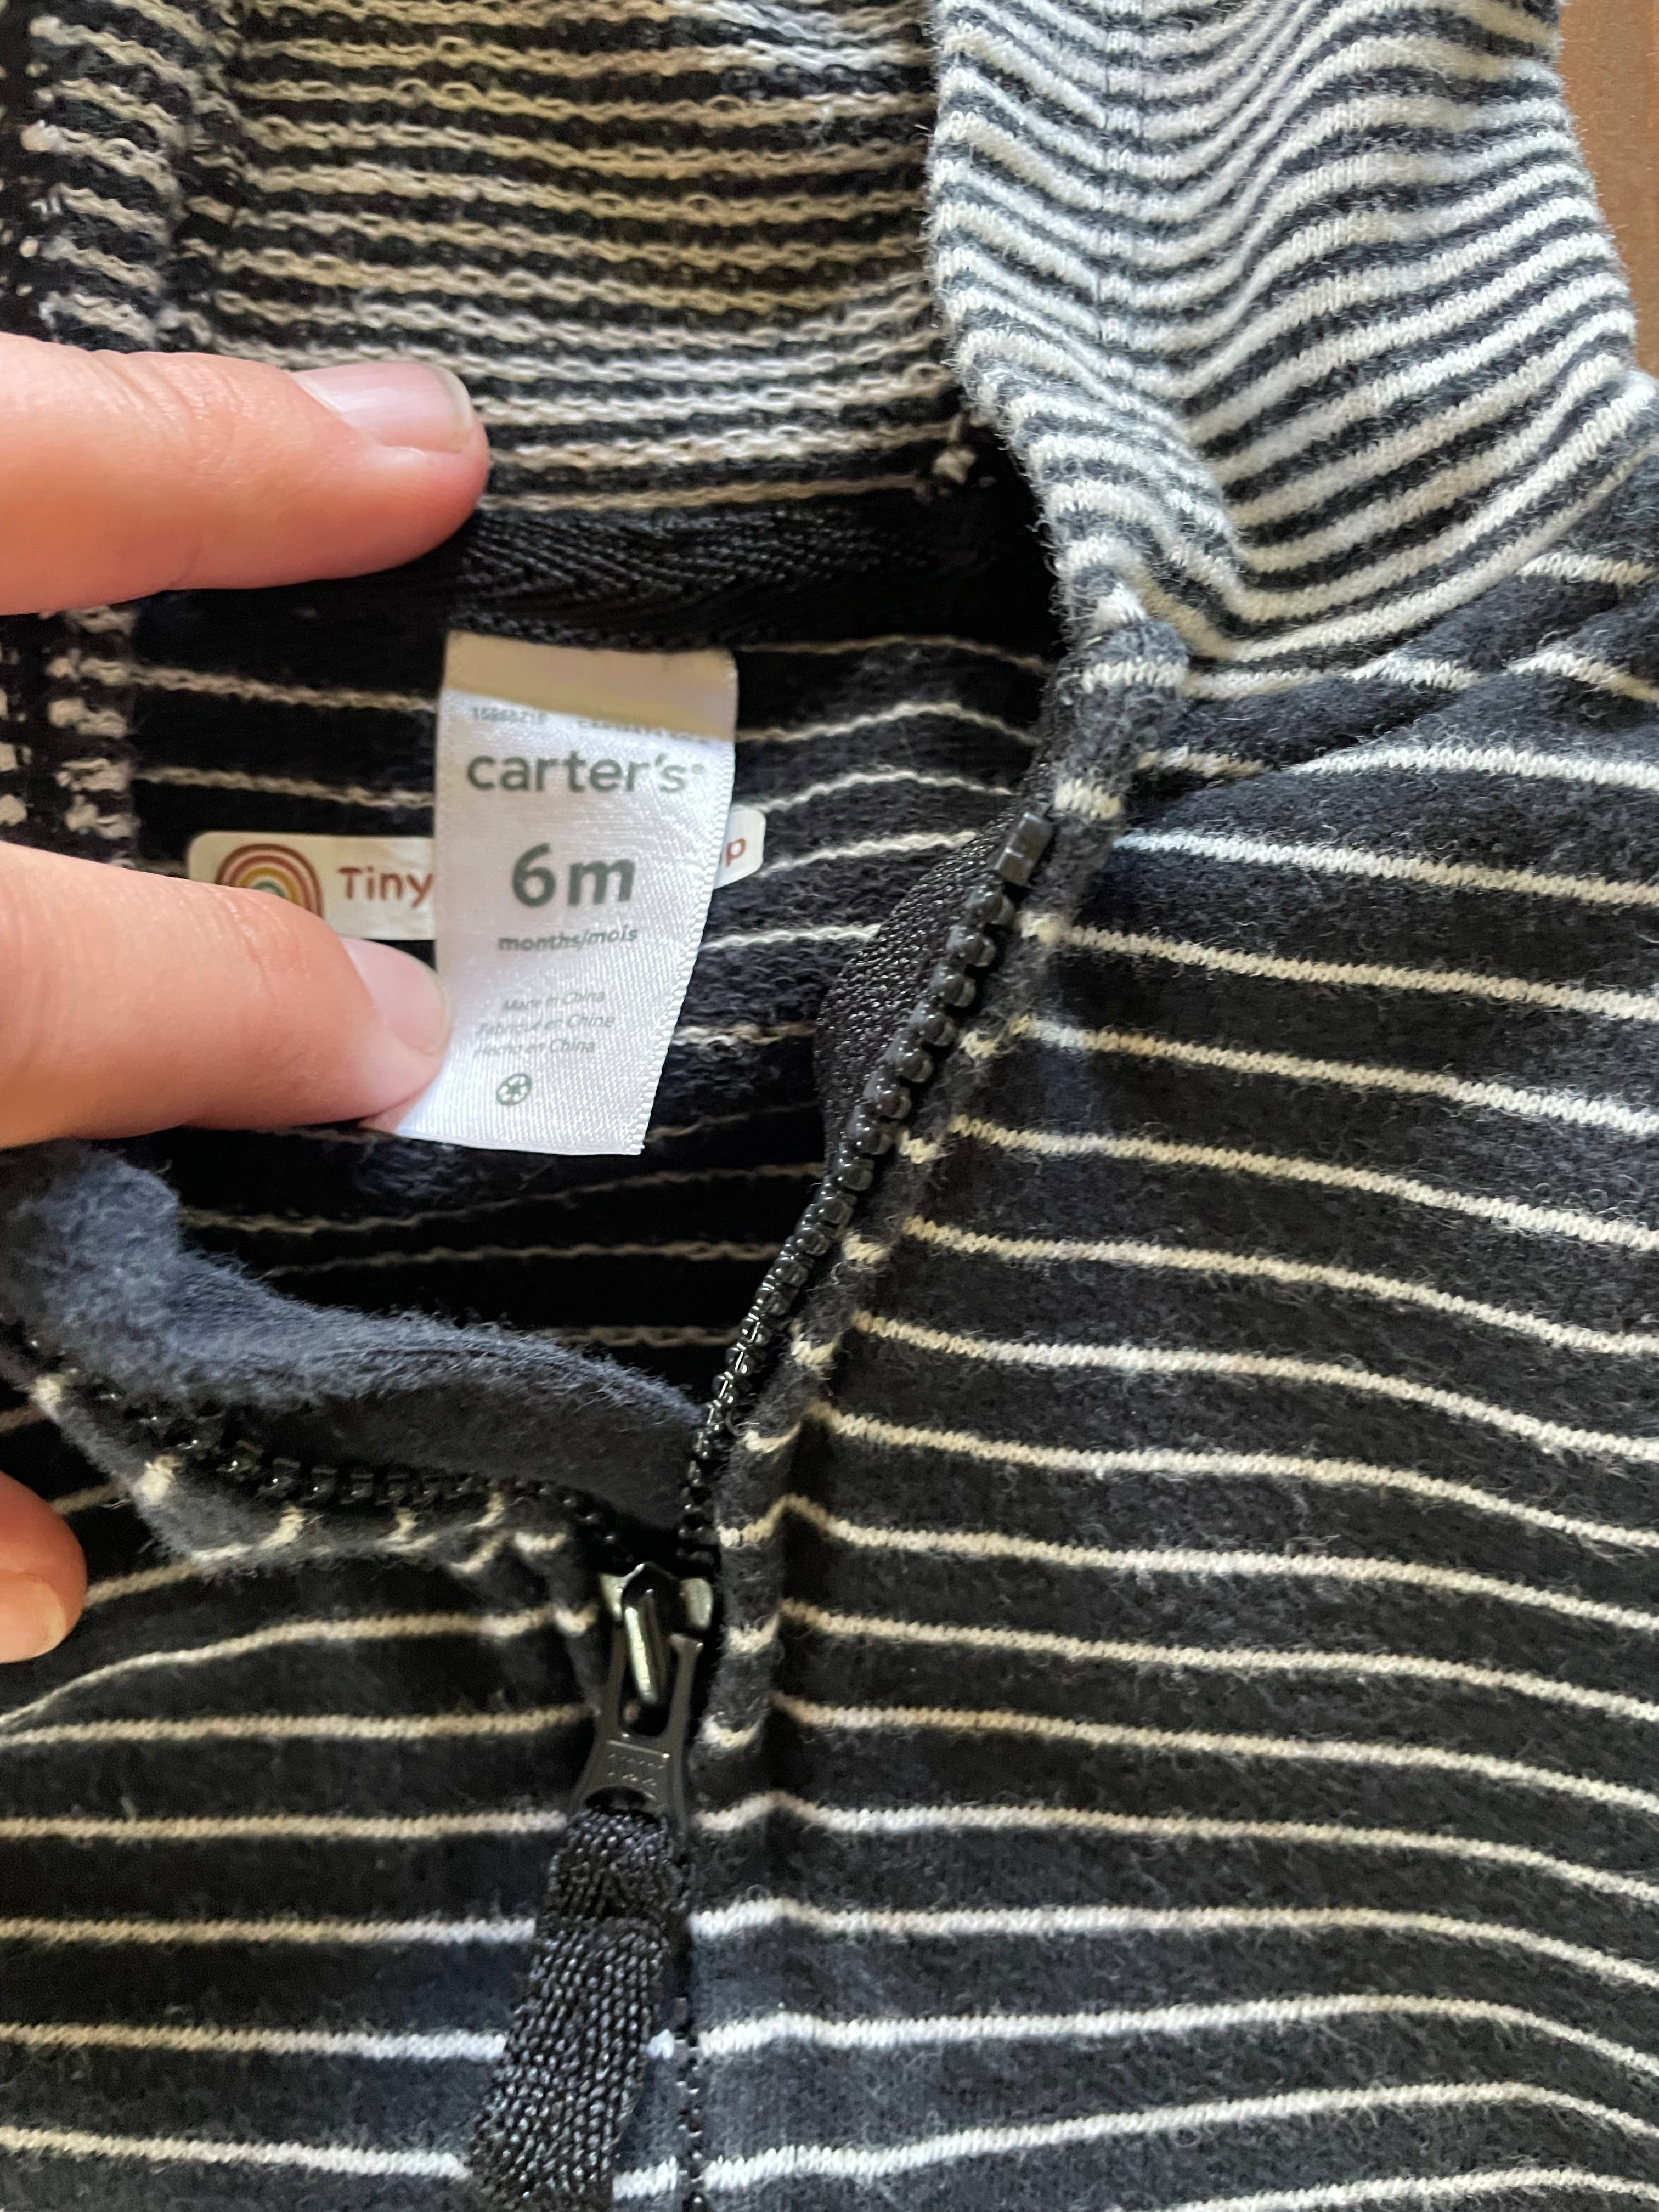 carter's®
6m
months/mois
Made in China
Fabriqué en Chine
Hecho en China
Tiny
p